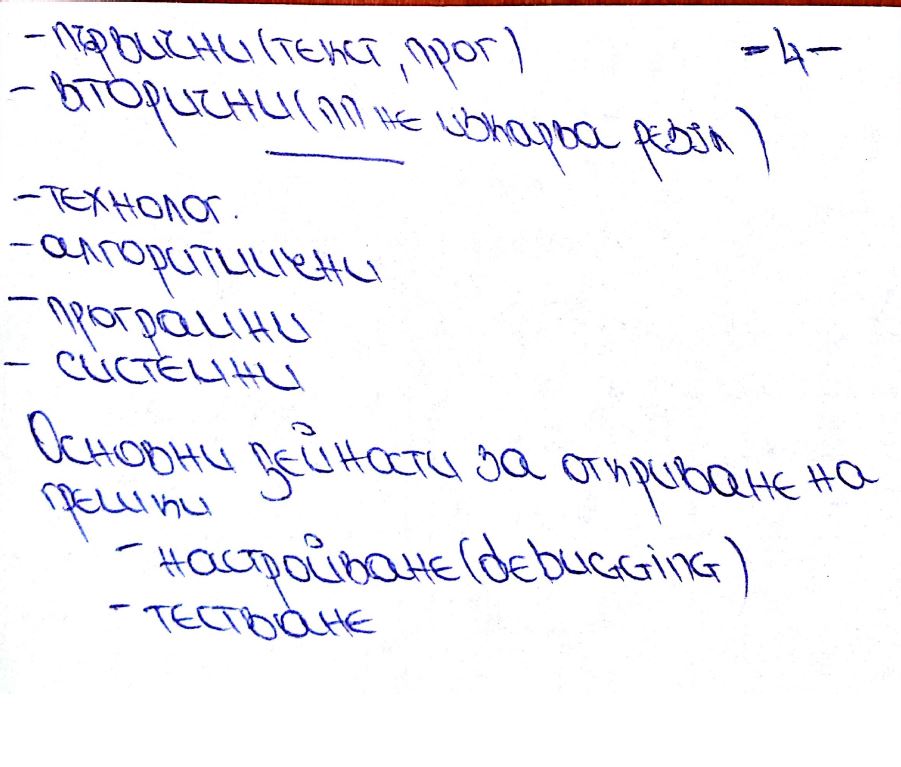 - първични (текст, прог)
-4-
- вторични (ПП не изкарва резул)
- технолог.
- алгоритмични
- програмни
- системни
Основни дейности за откриване на
грешки
- настройване (debugging)
- тестване